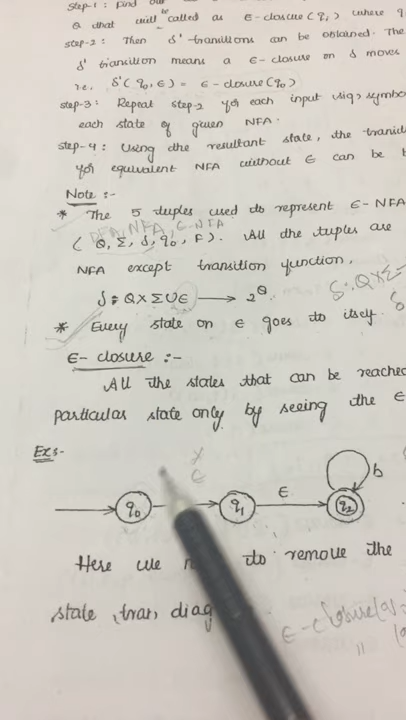 Step-1: find out
Q that will called as ϵ-closure (q,) where q
Step-2: Then δ' transitions can be obtained. The
δ' transition means a ϵ-closure on δ moves
i.e. δ'(q0, ϵ) = ϵ-closure(q0)
Step-3: Repeat step-2 for each input
each state of given NFA.
Step-4: Using the resultant state, the
for equivalent NFA without ϵ can be
Note :-
* The 5 tuples used to represent ϵ-NFA
DFA, NFA, ϵ-NFA
(Q, Σ, δ, q0, F). All the tuples are
NFA except transition function,
δ : Q X Σ U ϵ → 2^Q
δ: Q X Σ
* Every state on ϵ goes to itself.
δ
ϵ-closure :-
All the states that can be reached
particular state only by seeing the ϵ
Ex:-
ϵ
q0 q1 ϵ q2 b
Here we to remove the
state, tran, diag
ϵ-closure(q
"